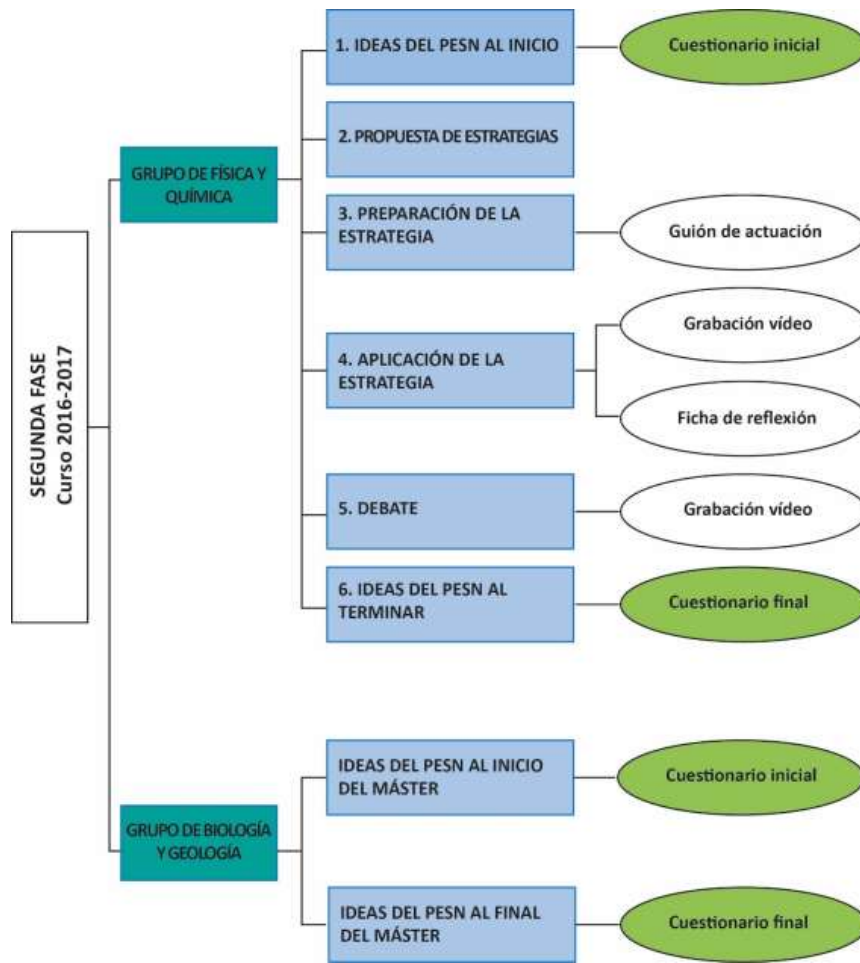 SEGUNDA FASE
Curso 2016-2017
GRUPO DE FÍSICA Y
QUÍMICA
1. IDEAS DEL PESN AL INICIO
Cuestionario inicial
2. PROPUESTA DE ESTRATEGIAS
3. PREPARACIÓN DE LA
ESTRATEGIA
Guión de actuación
4. APLICACIÓN DE LA
ESTRATEGIA
Grabación vídeo
Ficha de reflexión
5. DEBATE
Grabación vídeo
6. IDEAS DEL PESN AL
TERMINAR
Cuestionario final
GRUPO DE BIOLOGÍA
Y GEOLOGÍA
IDEAS DEL PESN AL INICIO
DEL MÁSTER
Cuestionario inicial
IDEAS DEL PESN AL FINAL
DEL MÁSTER
Cuestionario final